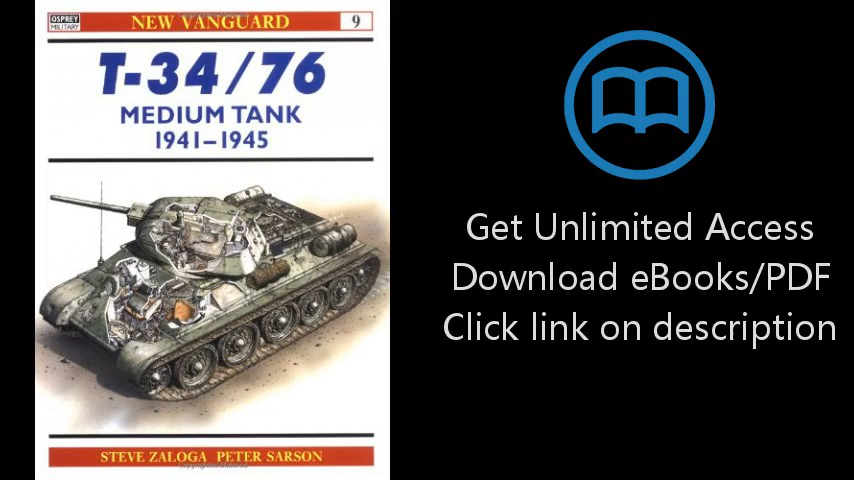 OSPREY
MILITARY
NEW VANGUARD
9
T-34/76
MEDIUM TANK
1941–1945
STEVE ZALOGA PETER SARSON
Get Unlimited Access
Download eBooks/PDF
Click link on description